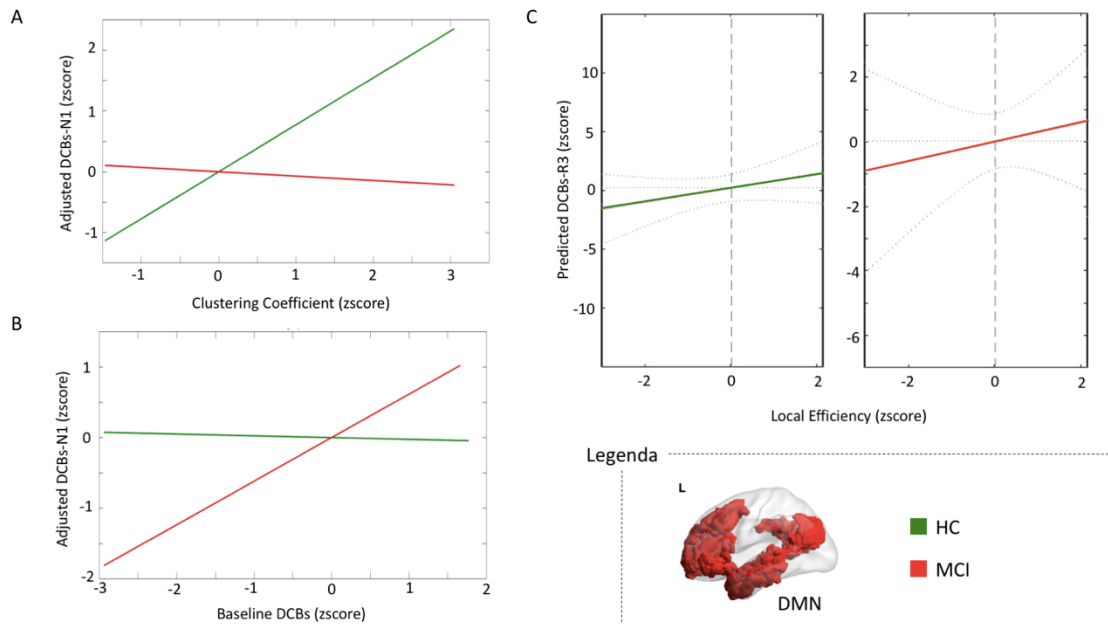 A
Adjusted DCBs-N1 (zscore)
2
1
0
-1
-1
0
1
2
3
Clustering Coefficient (zscore)
B
Adjusted DCBs-N1 (zscore)
1
0
-1
-2
-3
-2
-1
0
1
2
Baseline DCBs (zscore)
C
Predicted DCBs-R3 (zscore)
10
5
0
-5
-10
-2
0
2
2
0
-2
-4
-6
-2
0
2
Local Efficiency (zscore)
Legenda
L
DMN
HC
MCI